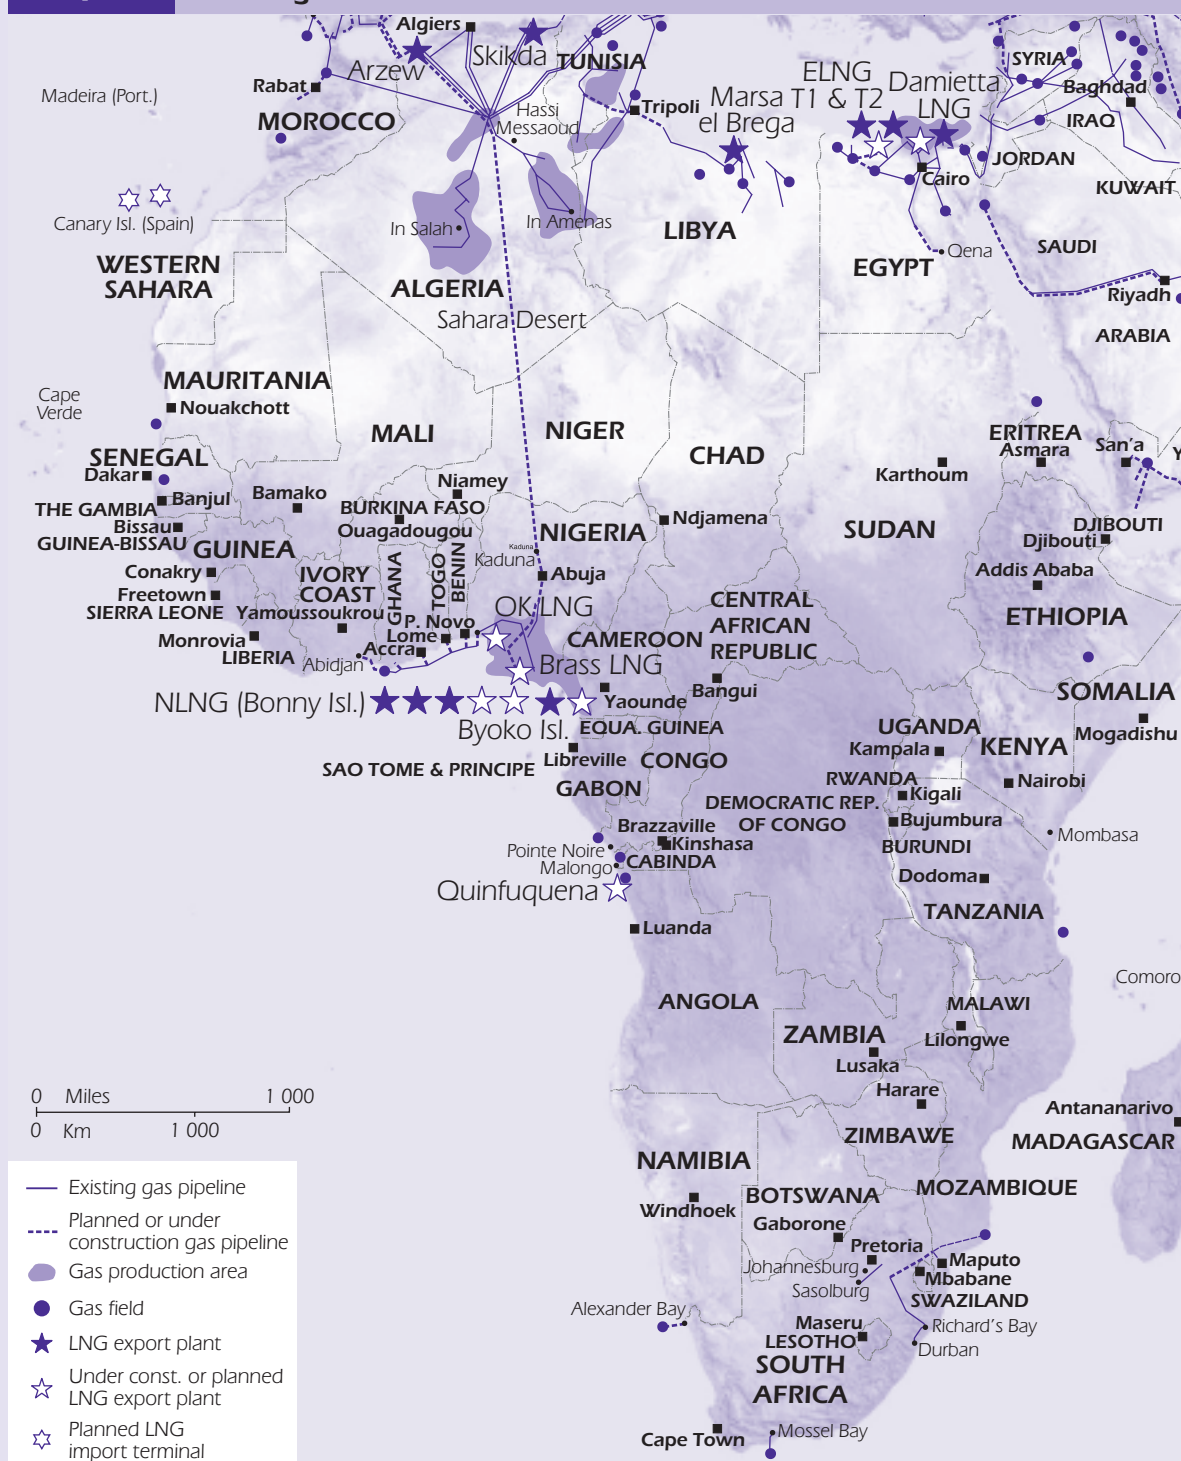 Algiers
Skikda
TUNISIA
Arzew
Rabat
Madeira (Port.)
MOROCCO
Hassi
Messaoud
Tripoli
Marsa
el Brega
ELNG
T1 & T2
Damietta
LNG
SYRIA
Baghdad
IRAQ
JORDAN
Cairo
KUWAIT
Canary Isl. (Spain)
In Salah
In Amenas
LIBYA
EGYPT
Qena
SAUDI
ARABIA
Riyadh
WESTERN
SAHARA
ALGERIA
Sahara Desert
MAURITANIA
Nouakchott
Cape
Verde
MALI
NIGER
CHAD
ERITREA
Asmara
San'a
Y
Karthoum
SENEGAL
Dakar
THE GAMBIA
Banjul
Bissau
GUINEA-BISSAU
Bamako
Niamey
BURKINA FASO
Ouagadougou
NIGERIA
Ndjamena
SUDAN
DJIBOUTI
Djibouti
GUINEA
Conakry
Freetown
SIERRA LEONE
IVORY
COAST
Yamoussoukrou
GHANA
TOGO
BENIN
Kaduna
Kaduna
Abuja
Addis Ababa
ETHIOPIA
Monrovia
LIBERIA
Abidjan
Accra
Lome
P. Novo
OK LNG
CAMEROON
CENTRAL
AFRICAN
REPUBLIC
Brass LNG
NLNG (Bonny Isl.)
Yaounde
Bangui
SOMALIA
Mogadishu
Byoko Isl.
EQUA. GUINEA
UGANDA
Kampala
KENYA
Libreville
CONGO
SAO TOME & PRINCIPE
GABON
RWANDA
Kigali
Nairobi
DEMOCRATIC REP.
OF CONGO
Bujumbura
BURUNDI
Mombasa
Brazzaville
Kinshasa
Pointe Noire
Malongo
CABINDA
Quinfuquena
Dodoma
TANZANIA
Luanda
Comoro
ANGOLA
MALAWI
Lilongwe
ZAMBIA
Lusaka
Harare
ZIMBAWE
Antananarivo
MADAGASCAR
NAMIBIA
Windhoek
BOTSWANA
Gaborone
MOZAMBIQUE
Pretoria
Johannesburg
Sasolburg
Maputo
Mbabane
SWAZILAND
Alexander Bay
Maseru
LESOTHO
Richard's Bay
Durban
SOUTH
AFRICA
Cape Town
Mossel Bay
0 Miles 1 000
0 Km 1 000
Existing gas pipeline
Planned or under
construction gas pipeline
Gas production area
Gas field
LNG export plant
Under const. or planned
LNG export plant
Planned LNG
import terminal